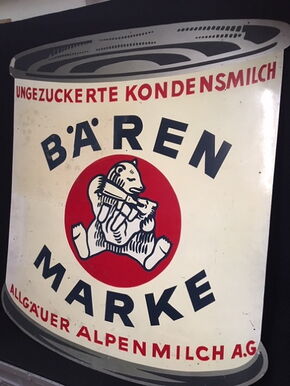 UNGEZUCKERTE KONDENSMILCH
BÄREN
MARKE
ALLGÄUER ALPENMILCH A.G.